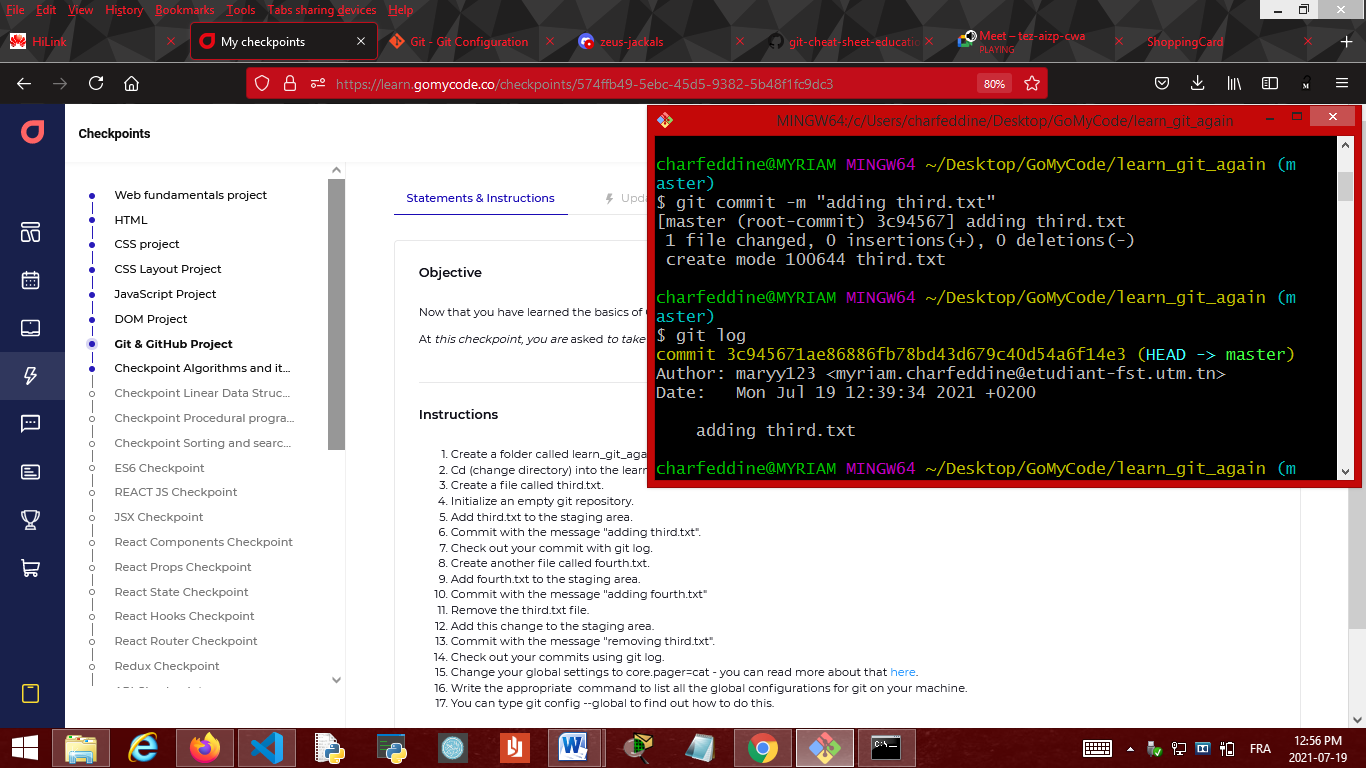 File Edit View History Bookmarks Tools Tabs sharing devices Help
HiLink
My checkpoints
Git - Git Configuration
zeus-jackals
git-cheat-sheet-educatio
Meet – tez-aizp-cwa
PLAYING
ShoppingCard
https://learn.gomycode.co/checkpoints/574ffb49-5ebc-45d5-9382-5b48f1fc9dc3
80%
Checkpoints
Web fundamentals project
HTML
CSS project
CSS Layout Project
JavaScript Project
DOM Project
Git & GitHub Project
Checkpoint Algorithms and it...
Checkpoint Linear Data Struc...
Checkpoint Procedural progra...
Checkpoint Sorting and searc...
ES6 Checkpoint
REACT JS Checkpoint
JSX Checkpoint
React Components Checkpoint
React Props Checkpoint
React State Checkpoint
React Hooks Checkpoint
React Router Checkpoint
Redux Checkpoint
Statements & Instructions
Upda
Objective
Now that you have learned the basics of
At this checkpoint, you are asked to take
Instructions
1. Create a folder called learn_git_aga
2. Cd (change directory) into the learn
3. Create a file called third.txt.
4. Initialize an empty git repository.
5. Add third.txt to the staging area.
6. Commit with the message "adding third.txt".
7. Check out your commit with git log.
8. Create another file called fourth.txt.
9. Add fourth.txt to the staging area.
10. Commit with the message "adding fourth.txt"
11. Remove the third.txt file.
12. Add this change to the staging area.
13. Commit with the message "removing third.txt".
14. Check out your commits using git log.
15. Change your global settings to core.pager=cat - you can read more about that here.
16. Write the appropriate command to list all the global configurations for git on your machine.
17. You can type git config --global to find out how to do this.
MINGW64:/c/Users/charfeddine/Desktop/GoMyCode/learn_git_again
charfeddine@MYRIAM MINGW64 ~/Desktop/GoMyCode/learn_git_again (m
aster)
$ git commit -m "adding third.txt"
[master (root-commit) 3c94567] adding third.txt
1 file changed, 0 insertions(+), 0 deletions(-)
create mode 100644 third.txt
charfeddine@MYRIAM MINGW64 ~/Desktop/GoMyCode/learn_git_again (m
aster)
$ git log
commit 3c945671ae86886fb78bd43d679c40d54a6f14e3 (HEAD -> master)
Author: maryy123 <myriam.charfeddine@etudiant-fst.utm.tn>
Date: Mon Jul 19 12:39:34 2021 +0200
adding third.txt
charfeddine@MYRIAM MINGW64 ~/Desktop/GoMyCode/learn_git_again (m
FRA
12:56 PM
2021-07-19